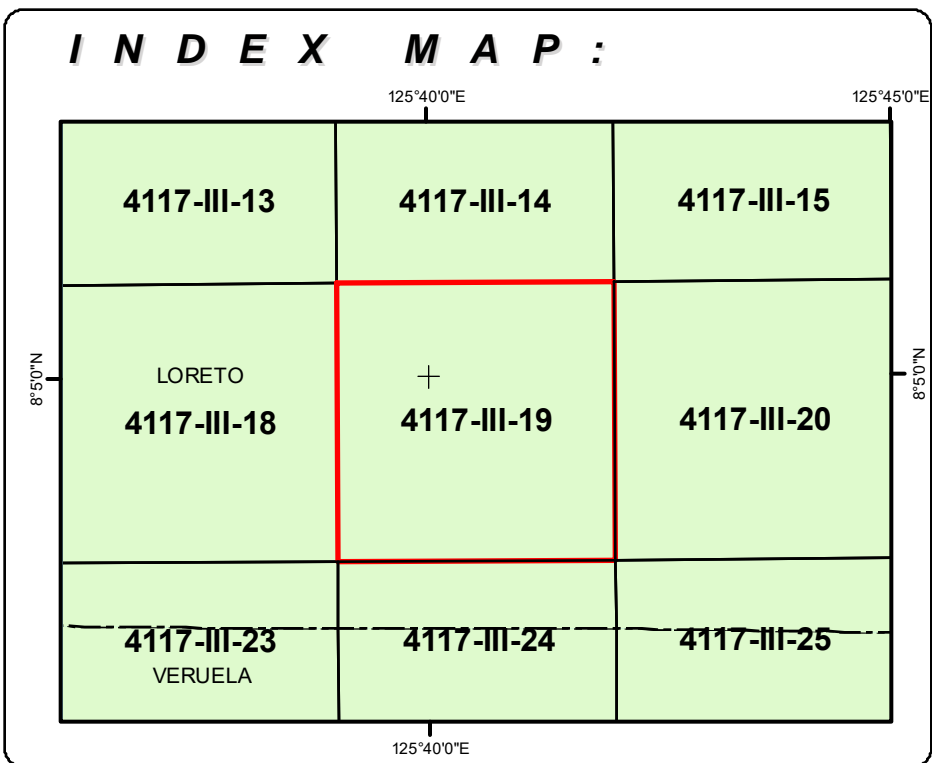 INDEX MAP:
125°40'0"E 125°45'0"E
4117-III-13 4117-III-14 4117-III-15
8°5'0"N LORETO 8°5'0"N
4117-III-18 4117-III-19 4117-III-20
4117-III-23 4117-III-24 4117-III-25
VERUELA
125°40'0"E